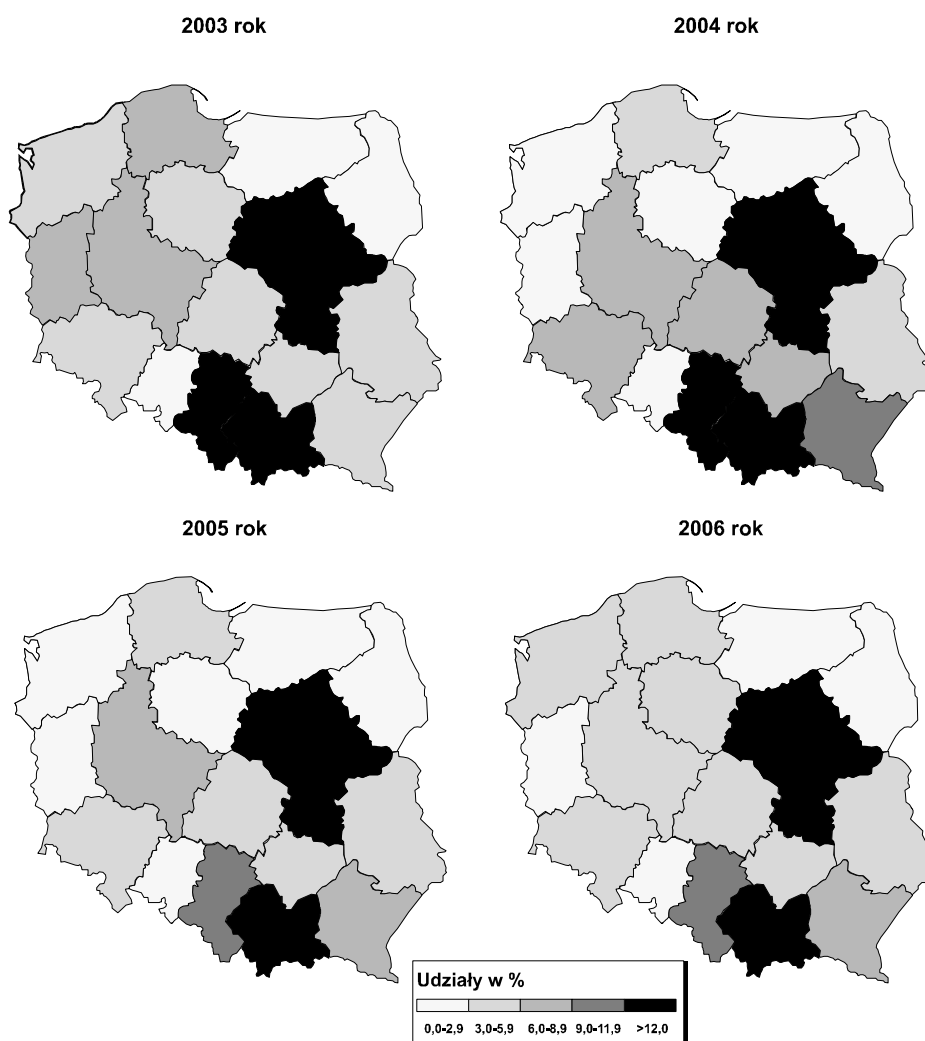 2003 rok
2004 rok
2005 rok
2006 rok
Udziały w %
0,0-2,9 3,0-5,9 6,0-8,9 9,0-11,9 >12,0